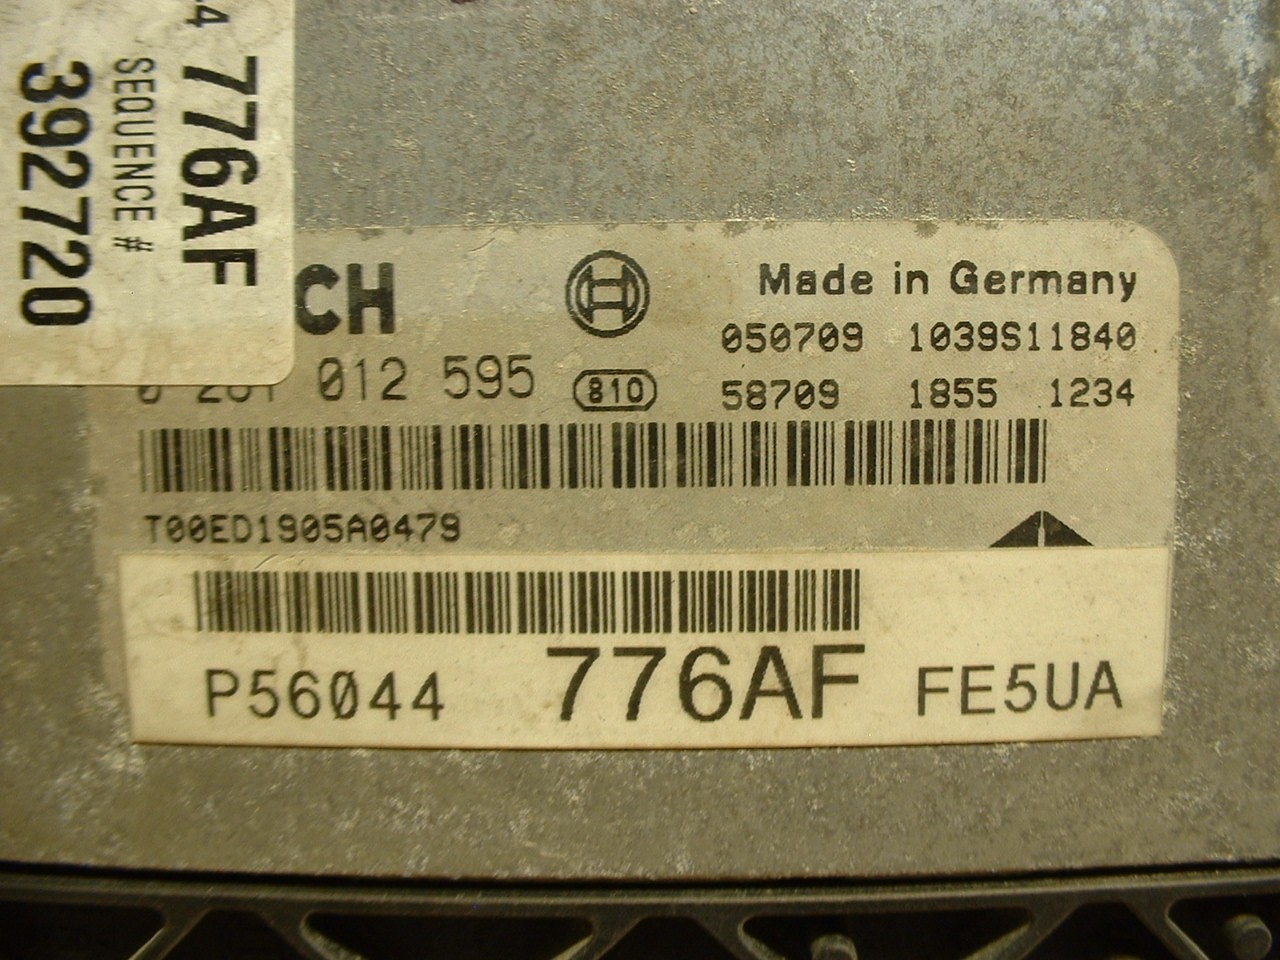 4 776AF
SEQUENCE #
392720
CH
Made in Germany
050709 1039S11840
012 595 810
58709 1855 1234
T00ED1905A0479
P56044 776AF FE5UA